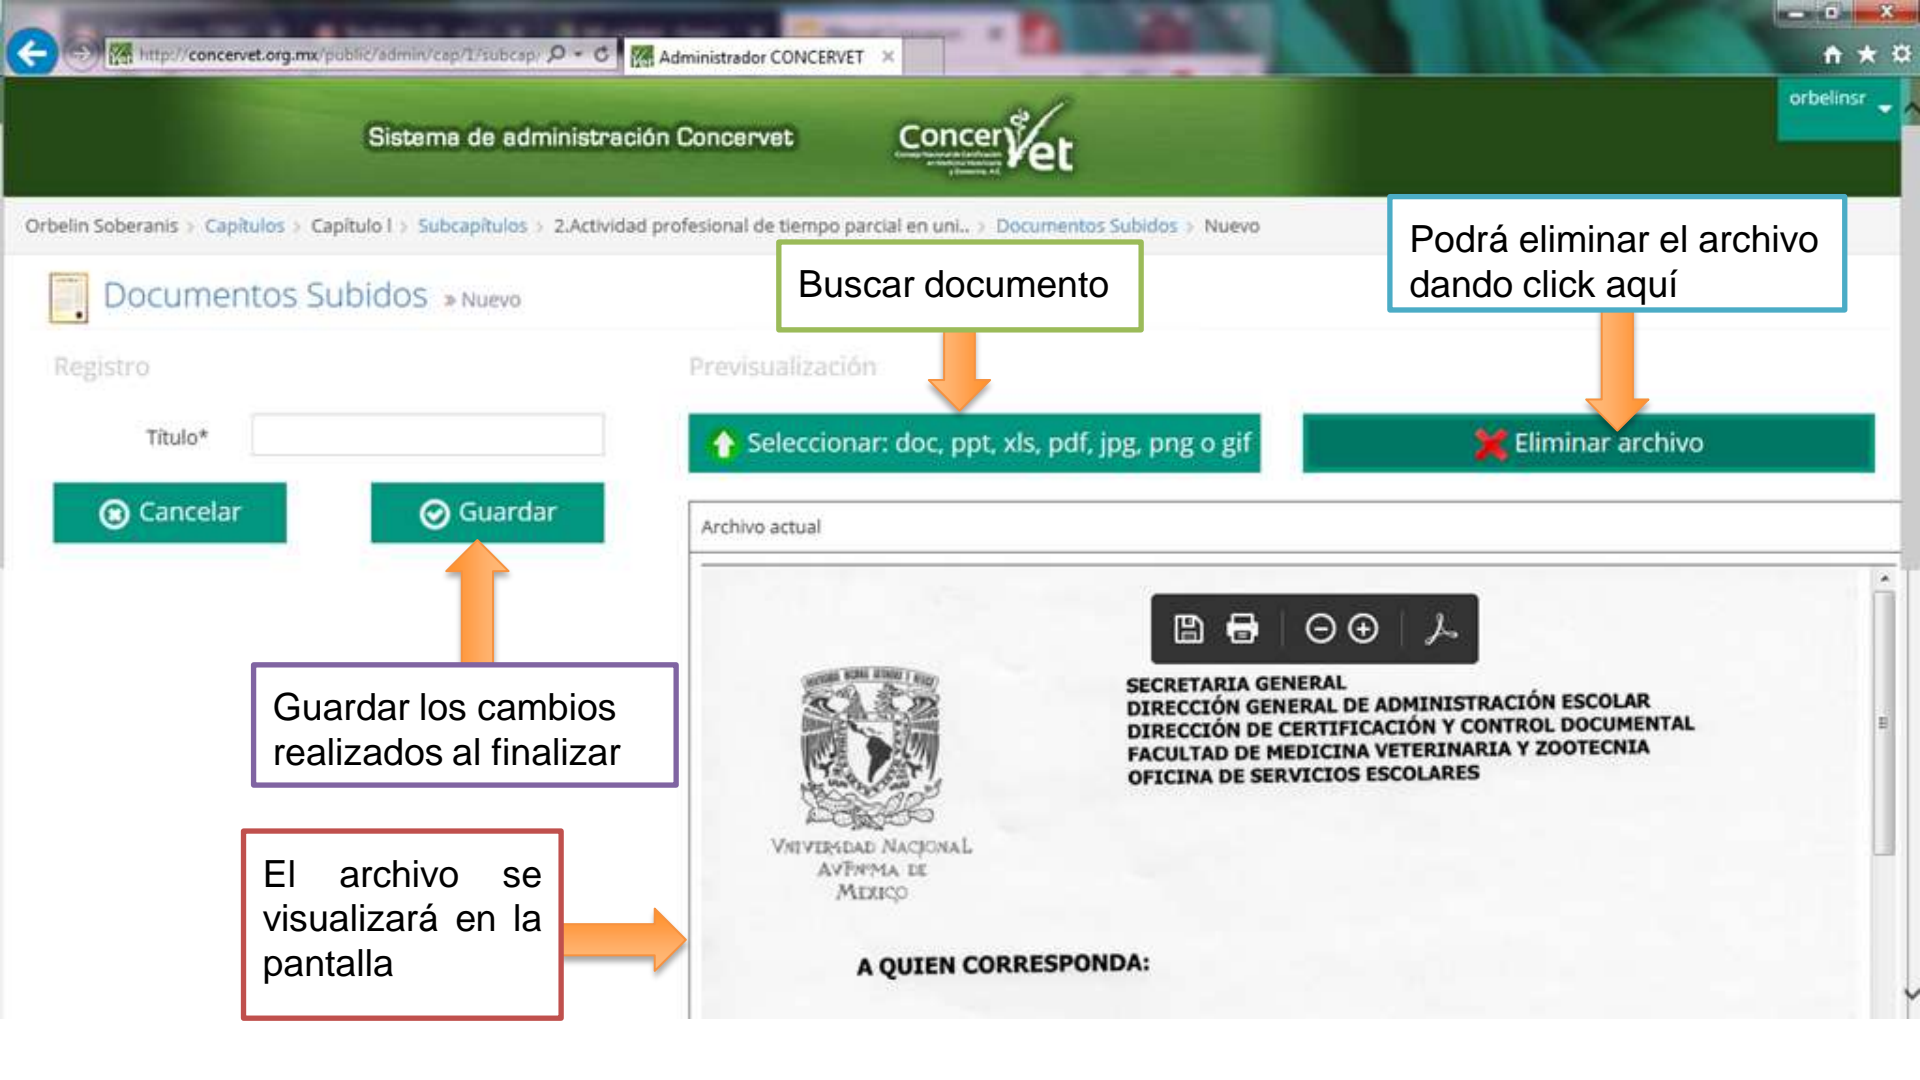 http://concervet.org.mx/public/admin/cap/1/subcap/
Administrador CONCERVET
orbelinsr
Sistema de administración Concervet
ConcerVet
Orbelin Soberanis > Capítulos > Capítulo I > Subcapítulos > 2.Actividad profesional de tiempo parcial en uni.. > Documentos Subidos > Nuevo
Podrá eliminar el archivo
dando click aquí
Buscar documento
Documentos Subidos » Nuevo
Registro
Previsualización
Título*
Seleccionar: doc, ppt, xls, pdf, jpg, png o gif
Eliminar archivo
Cancelar
Guardar
Archivo actual
Guardar los cambios
realizados al finalizar
SECRETARIA GENERAL
DIRECCIÓN GENERAL DE ADMINISTRACIÓN ESCOLAR
DIRECCIÓN DE CERTIFICACIÓN Y CONTROL DOCUMENTAL
FACULTAD DE MEDICINA VETERINARIA Y ZOOTECNIA
OFICINA DE SERVICIOS ESCOLARES
VNIVERSIDAD NACIONAL
AVTNºMA DE
MEXICO
El archivo se
visualizará en la
pantalla
A QUIEN CORRESPONDA: